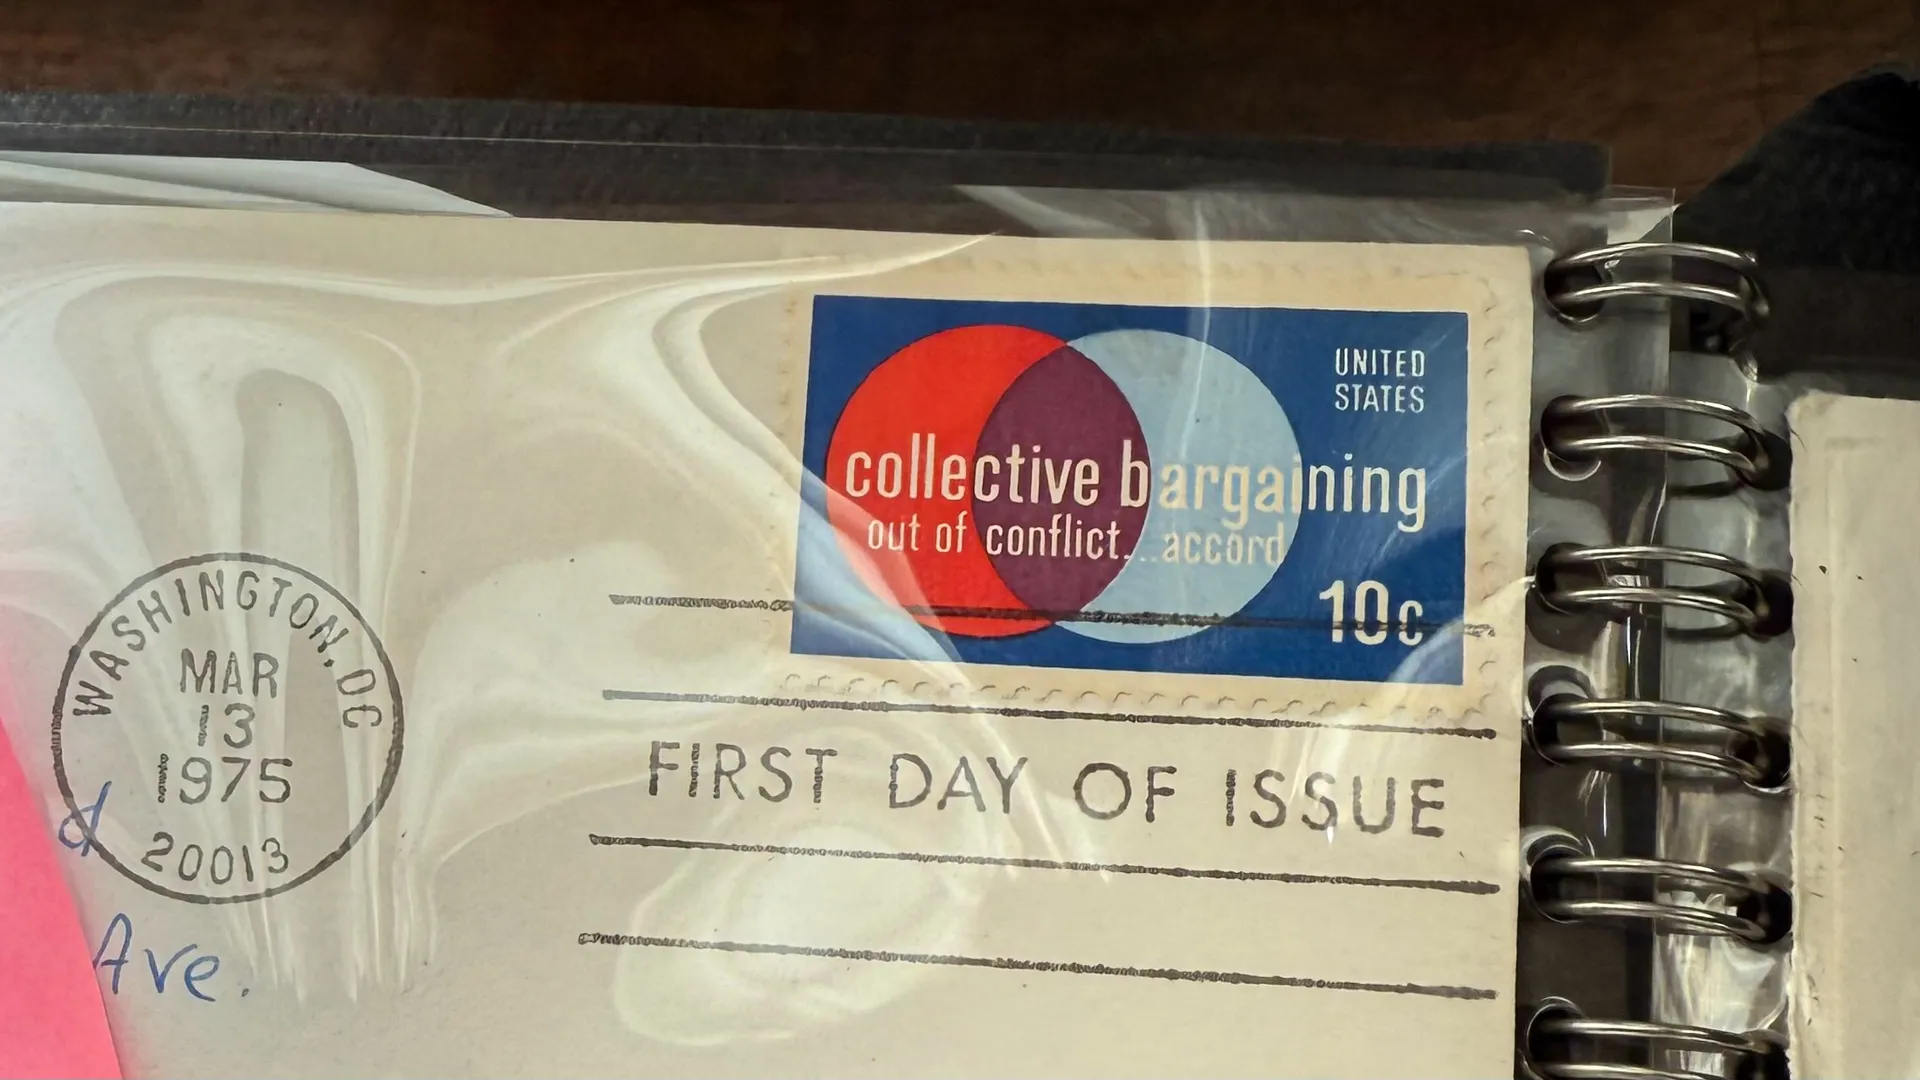 UNITED
STATES
collective bargaining
out of conflict...accord
10c
WASHINGTON, DC
MAR
-3
1975
20013
FIRST DAY OF ISSUE
Ave.